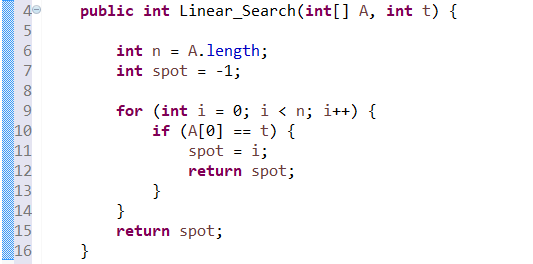 4 public int Linear_Search(int[] A, int t) {
5
6 int n = A.length;
7 int spot = -1;
8
9 for (int i = 0; i < n; i++) {
10 if (A[0] == t) {
11 spot = i;
12 return spot;
13 }
14 }
15 return spot;
16 }